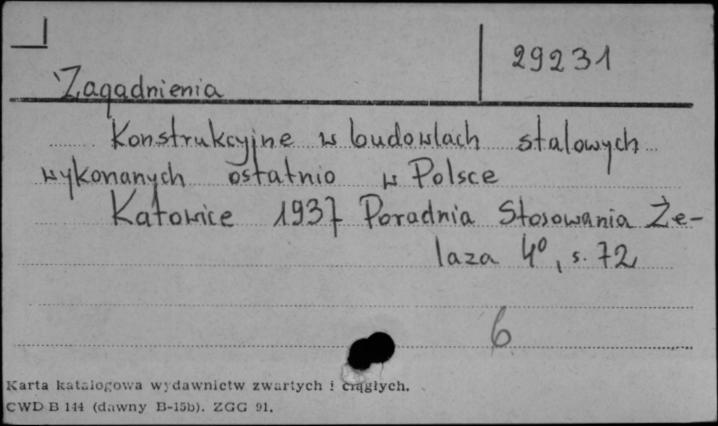 29231
Zagadnienia
Konstrukcyjne w budowlach stalowych
wykonanych ostatnio w Polsce
Katowice 1937 Poradnia Stosowania Że-
laza 4⁰, s. 72
6
Karta katalogowa wydawnictw zwartych i ciągłych.
CWD B 144 (dawny B-15b). ZGG 91.